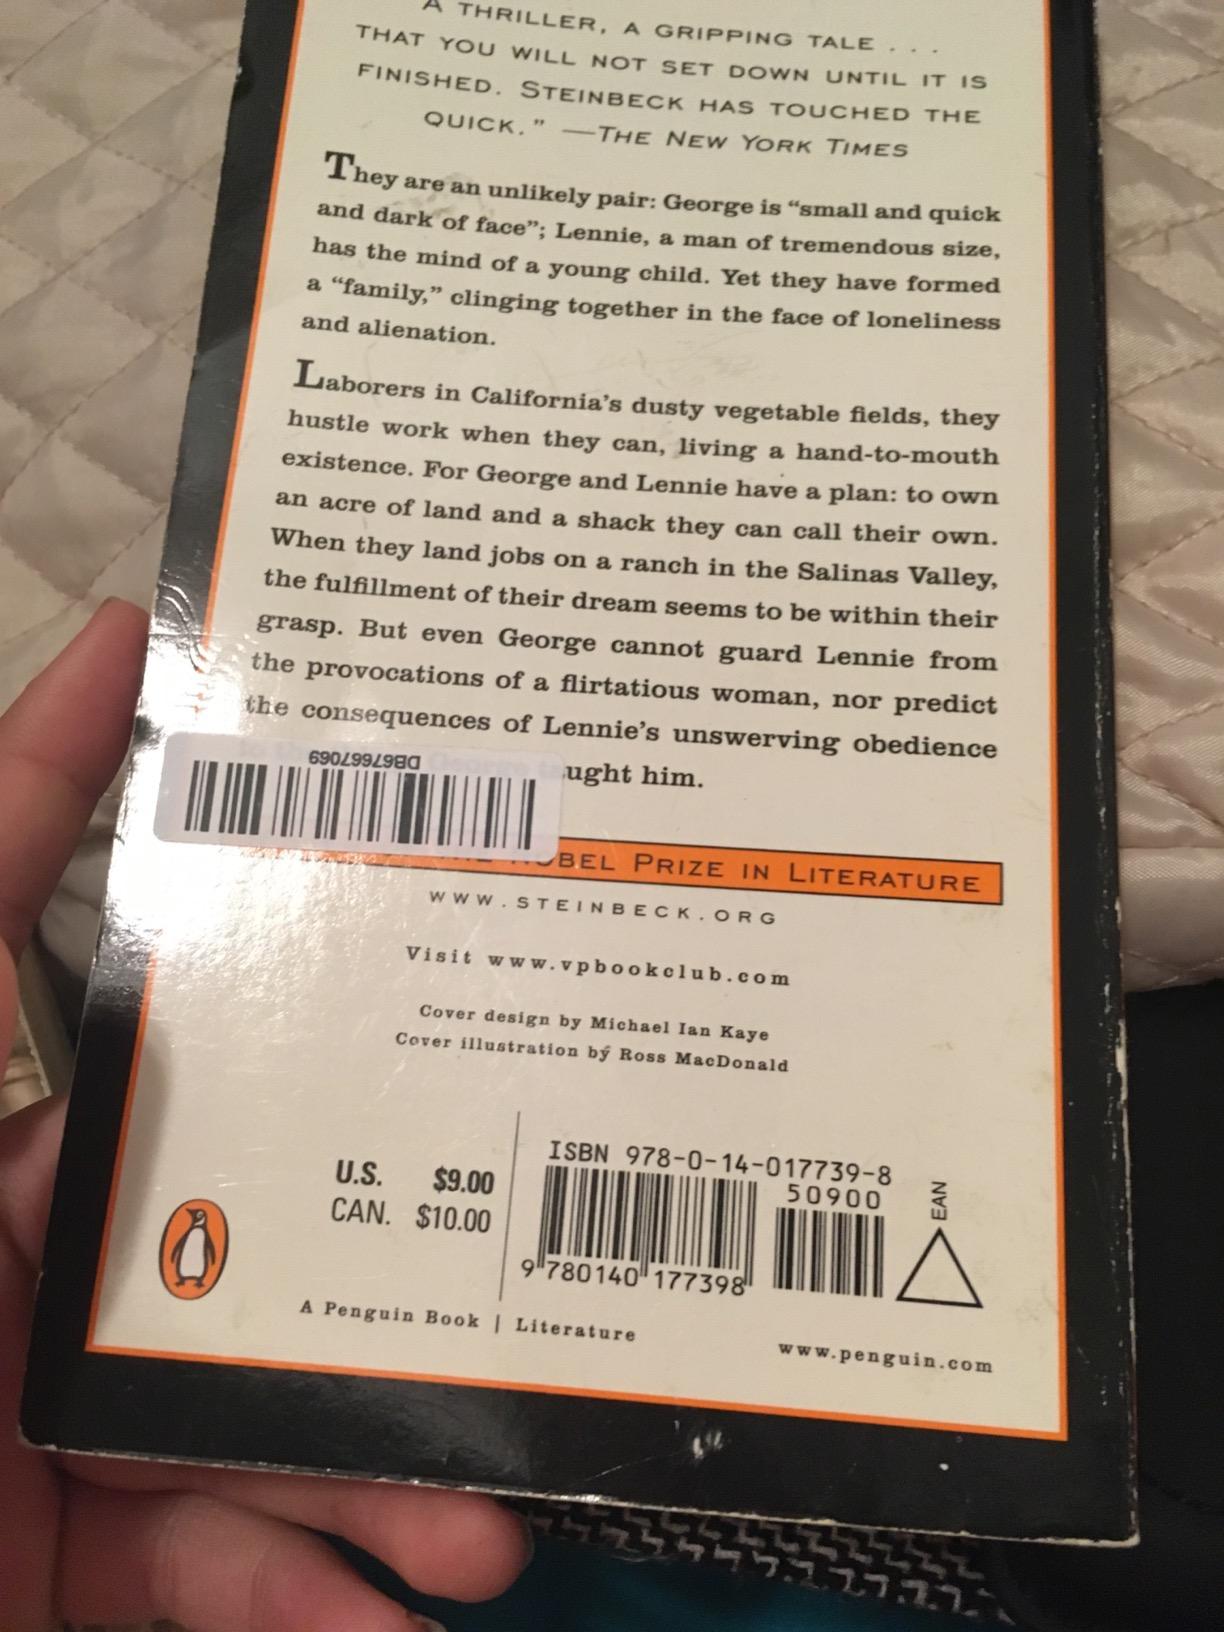 A THRILLER, A GRIPPING TALE . . .
THAT YOU WILL NOT SET DOWN UNTIL IT IS
FINISHED. STEINBECK HAS TOUCHED THE
QUICK.” —THE NEW YORK TIMES
They are an unlikely pair: George is “small and quick
and dark of face”; Lennie, a man of tremendous size,
has the mind of a young child. Yet they have formed
a “family,” clinging together in the face of loneliness
and alienation.
Laborers in California’s dusty vegetable fields, they
hustle work when they can, living a hand-to-mouth
existence. For George and Lennie have a plan: to own
an acre of land and a shack they can call their own.
When they land jobs on a ranch in the Salinas Valley,
the fulfillment of their dream seems to be within their
grasp. But even George cannot guard Lennie from
the provocations of a flirtatious woman, nor predict
the consequences of Lennie’s unswerving obedience
George taught him.
DB67667069
THE NOBEL PRIZE IN LITERATURE
WWW.STEINBECK.ORG
Visit www.vpbookclub.com
Cover design by Michael Ian Kaye
Cover illustration by Ross MacDonald
U.S. $9.00
CAN. $10.00
ISBN 978-0-14-017739-8
50900
EAN
9 780140 177398
A Penguin Book | Literature
www.penguin.com